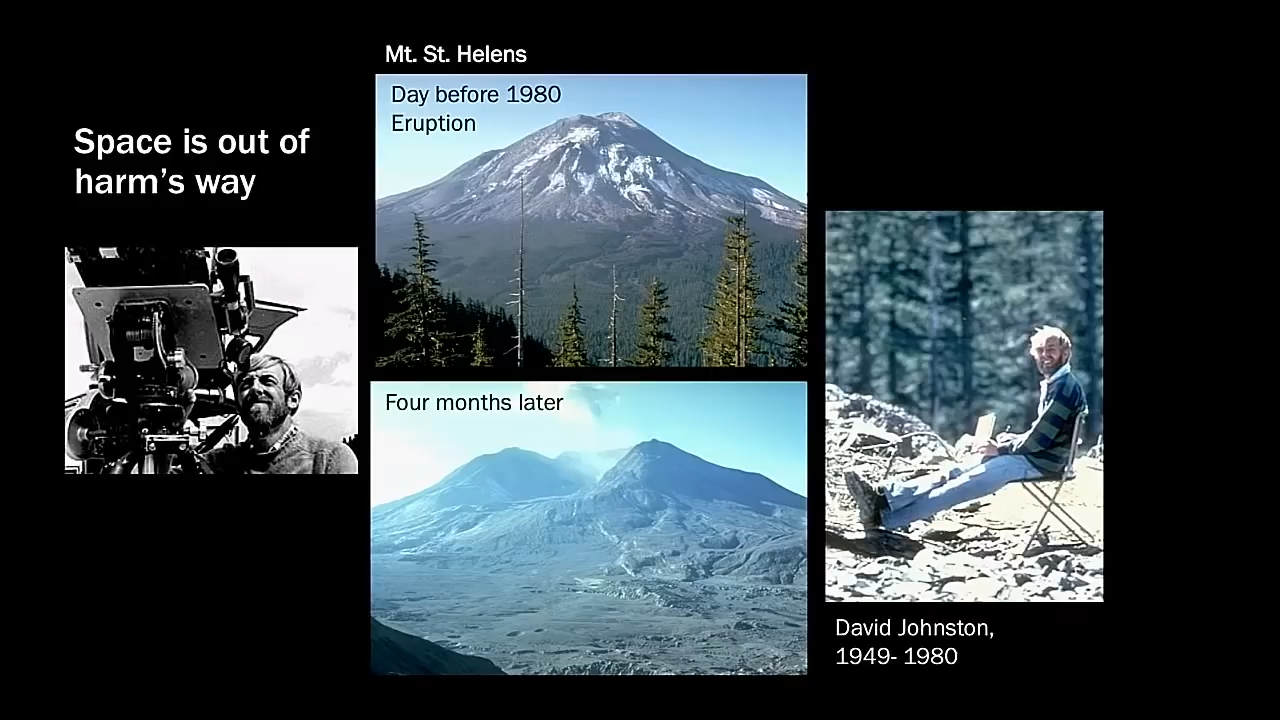 Space is out of
harm's way
Mt. St. Helens
Day before 1980
Eruption
Four months later
David Johnston,
1949- 1980